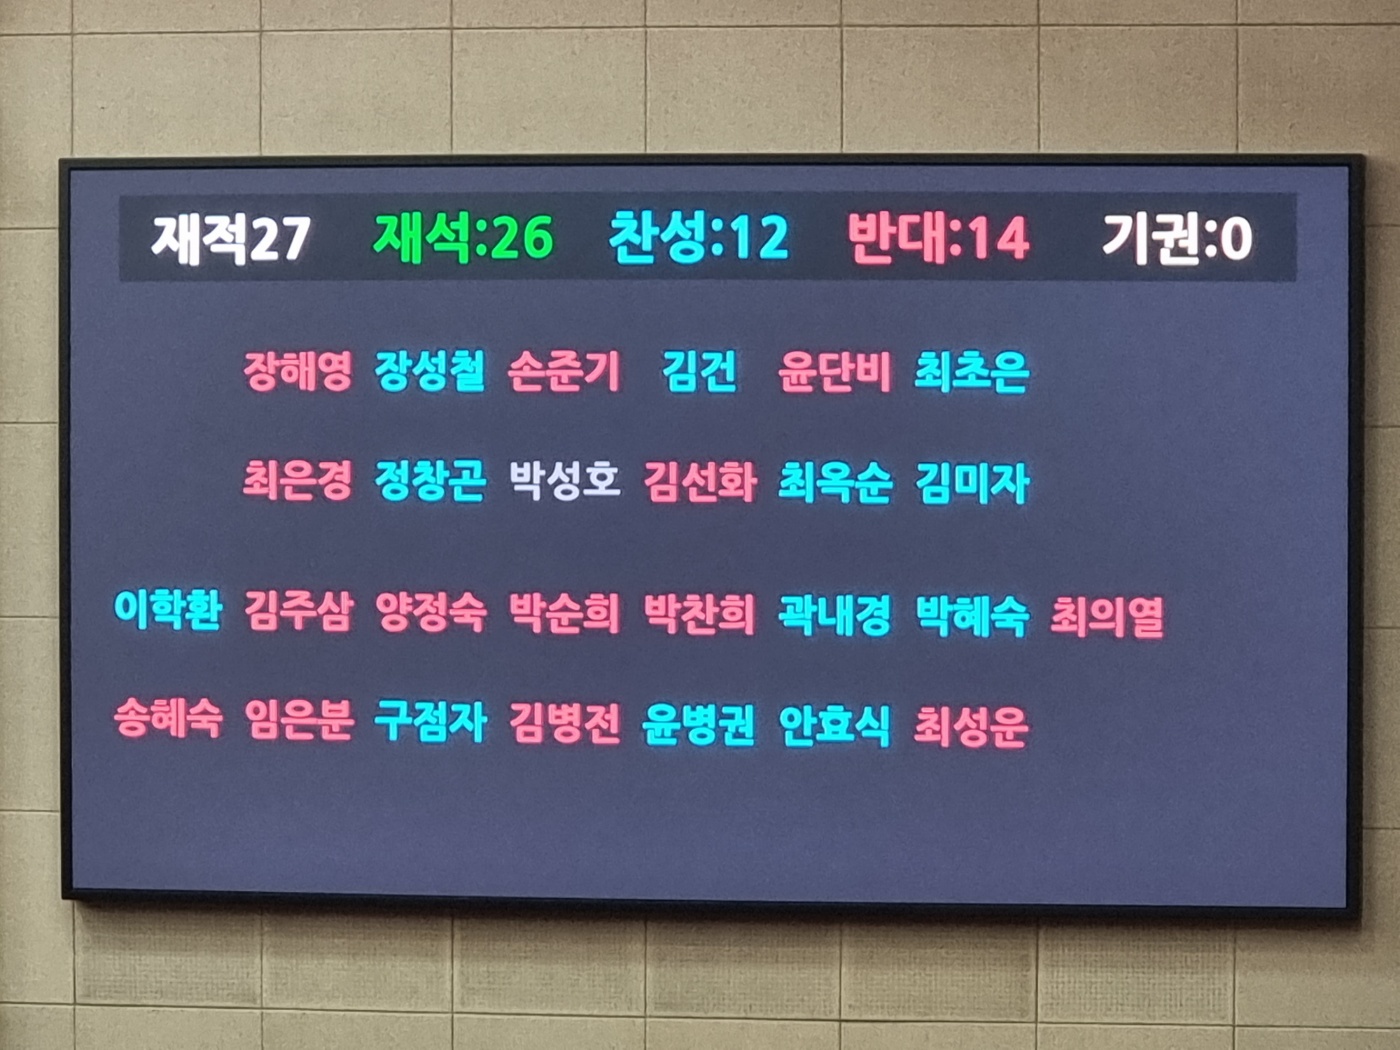 재적27 재석:26 찬성:12 반대:14 기권:0
장해영 장성철 손준기 김건 윤단비 최초은
최은경 정창곤 박성호 김선화 최옥순 김미자
이학환 김주삼 양정숙 박순희 박찬희 곽내경 박혜숙 최의열
송혜숙 임은분 구점자 김병전 윤병권 안효식 최성운